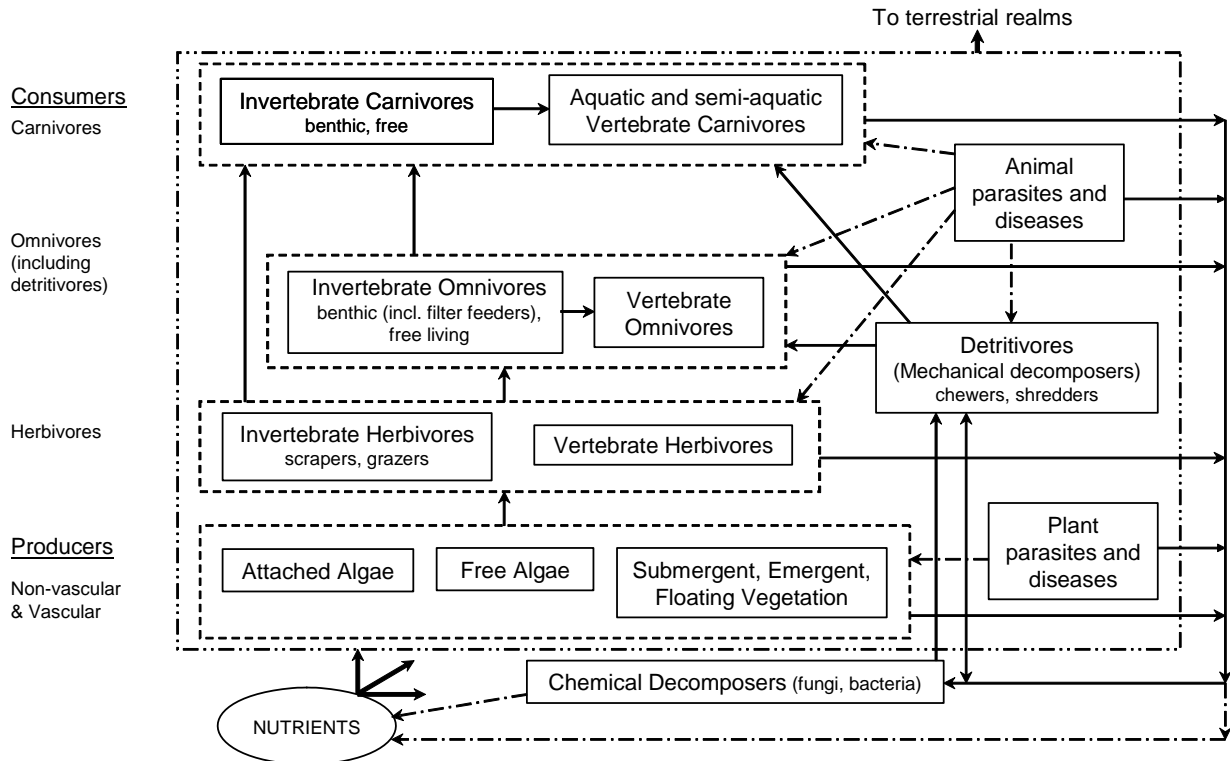 To terrestrial realms
Consumers
Carnivores
Invertebrate Carnivores
benthic, free
Aquatic and semi-aquatic
Vertebrate Carnivores
Animal
parasites and
diseases
Omnivores
(including
detritivores)
Invertebrate Omnivores
benthic (incl. filter feeders),
free living
Vertebrate
Omnivores
Detritivores
(Mechanical decomposers)
chewers, shredders
Herbivores
Invertebrate Herbivores
scrapers, grazers
Vertebrate Herbivores
Producers
Non-vascular
& Vascular
Attached Algae
Free Algae
Submergent, Emergent,
Floating Vegetation
Plant
parasites and
diseases
Chemical Decomposers (fungi, bacteria)
NUTRIENTS